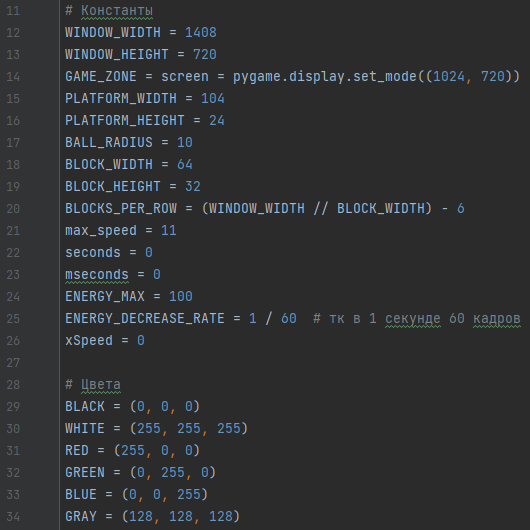 11 # Константы
12 WINDOW_WIDTH = 1408
13 WINDOW_HEIGHT = 720
14 GAME_ZONE = screen = pygame.display.set_mode((1024, 720))
15 PLATFORM_WIDTH = 104
16 PLATFORM_HEIGHT = 24
17 BALL_RADIUS = 10
18 BLOCK_WIDTH = 64
19 BLOCK_HEIGHT = 32
20 BLOCKS_PER_ROW = (WINDOW_WIDTH // BLOCK_WIDTH) - 6
21 max_speed = 11
22 seconds = 0
23 mseconds = 0
24 ENERGY_MAX = 100
25 ENERGY_DECREASE_RATE = 1 / 60  # тк в 1 секунде 60 кадров
26 xSpeed = 0
27
28 # Цвета
29 BLACK = (0, 0, 0)
30 WHITE = (255, 255, 255)
31 RED = (255, 0, 0)
32 GREEN = (0, 255, 0)
33 BLUE = (0, 0, 255)
34 GRAY = (128, 128, 128)